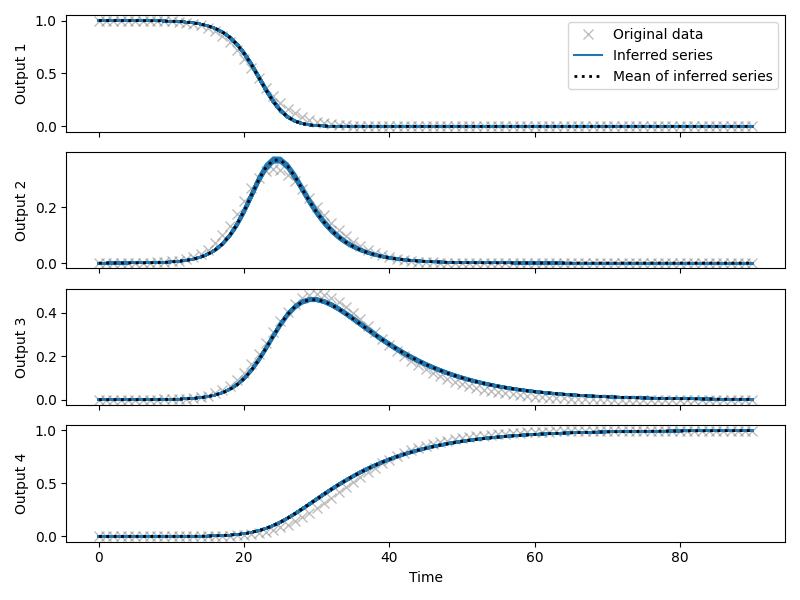 1.0
0.5
0.0
Output 1
Original data
Inferred series
Mean of inferred series
0.2
0.0
Output 2
0.4
0.2
0.0
Output 3
1.0
0.5
0.0
Output 4
0 20 40 60 80
Time